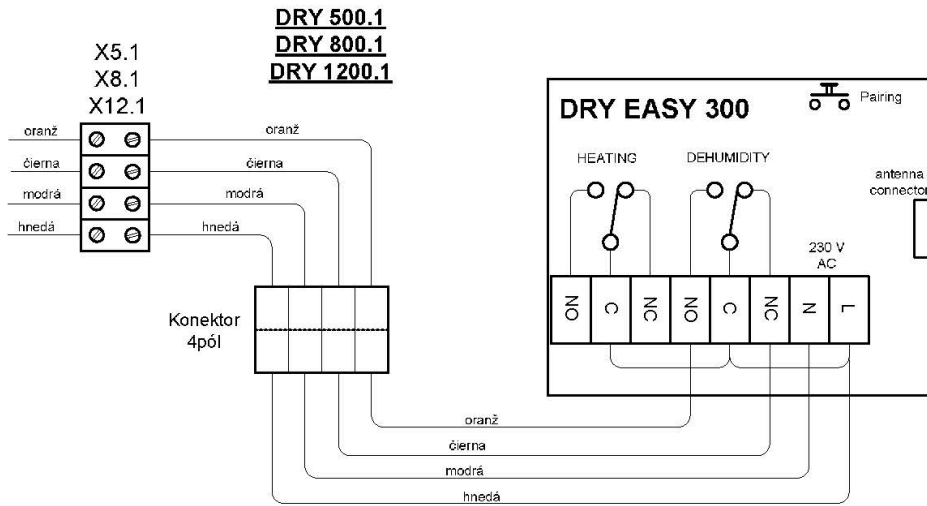 DRY 500.1
DRY 800.1
DRY 1200.1
X5.1
X8.1
X12.1
oranž
čierna
modrá
hnedá
oranž
čierna
modrá
hnedá
Konektor
4pól
DRY EASY 300
Pairing
HEATING
DEHUMIDITY
antenna
connector
230 V
AC
NO
C
NC
NO
C
NC
N
L
oranž
čierna
modrá
hnedá